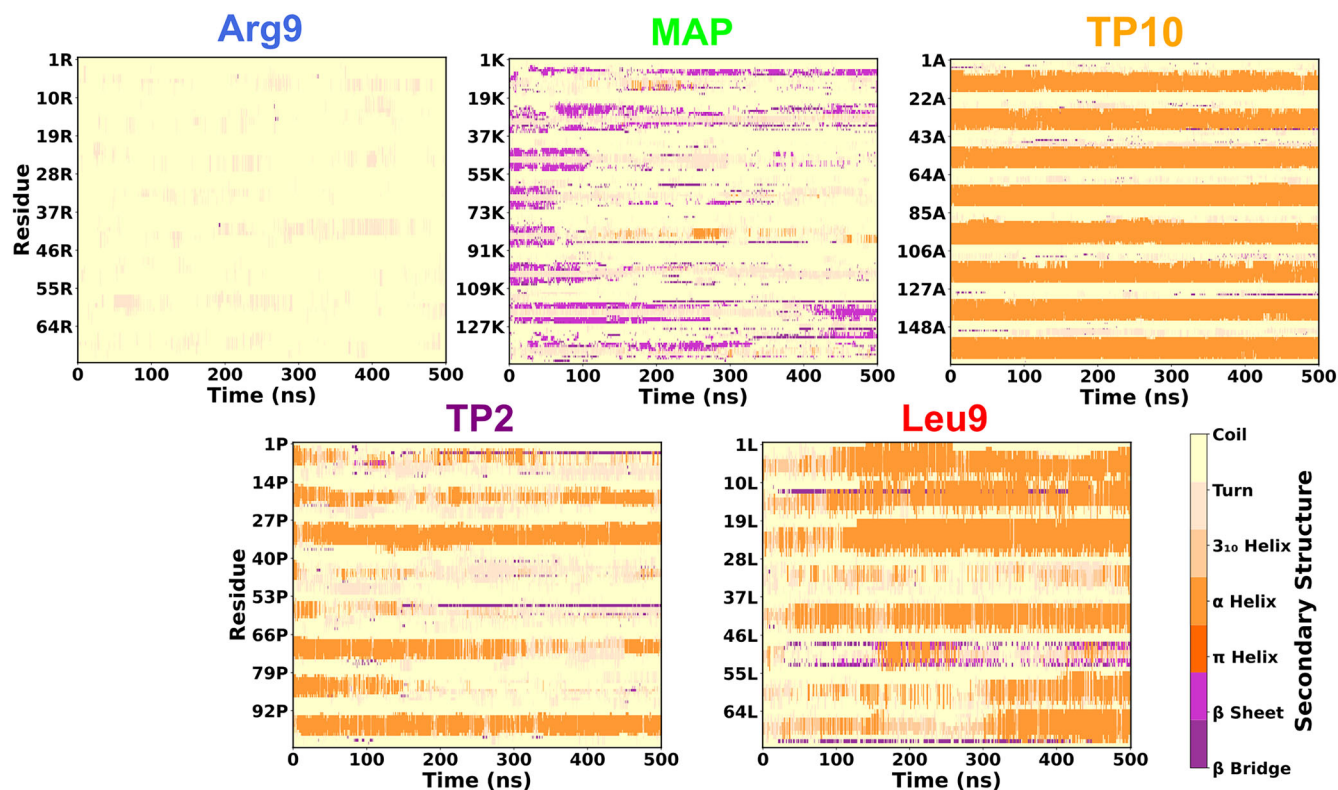 Arg9
MAP
TP10
1R
10R
19R
28R
37R
46R
55R
64R
Residue
0 100 200 300 400 500
Time (ns)
1K
19K
37K
55K
73K
91K
109K
127K
0 100 200 300 400 500
Time (ns)
1A
22A
43A
64A
85A
106A
127A
148A
0 100 200 300 400 500
Time (ns)
TP2
Leu9
1P
14P
27P
40P
53P
66P
79P
92P
Residue
0 100 200 300 400 500
Time (ns)
1L
10L
19L
28L
37L
46L
55L
64L
0 100 200 300 400 500
Time (ns)
Coil
Turn
3₁₀ Helix
α Helix
π Helix
β Sheet
β Bridge
Secondary Structure